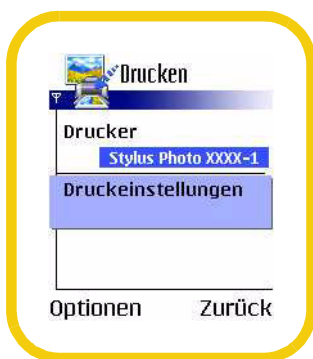 Drucken
Drucker
Stylus Photo XXXX-1
Druckeinstellungen
Optionen Zurück